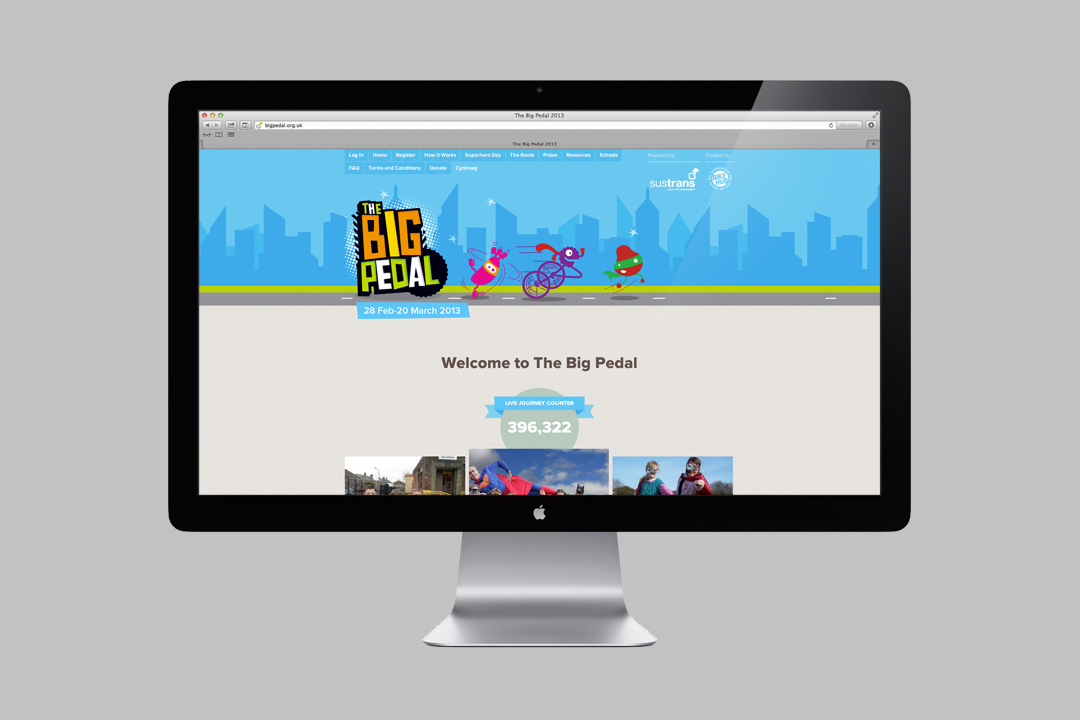 The Big Pedal 2013
bigpedal.org.uk
Reader
The Big Pedal 2013
Log In Home Register How It Works Superhero Day The Route Prizes Resources Schools
FAQ Terms and Conditions Donate Cymraeg
Powered by Funded by
sustrans
THE
BIG
PEDAL
28 Feb-20 March 2013
Welcome to The Big Pedal
LIVE JOURNEY COUNTER
396,322